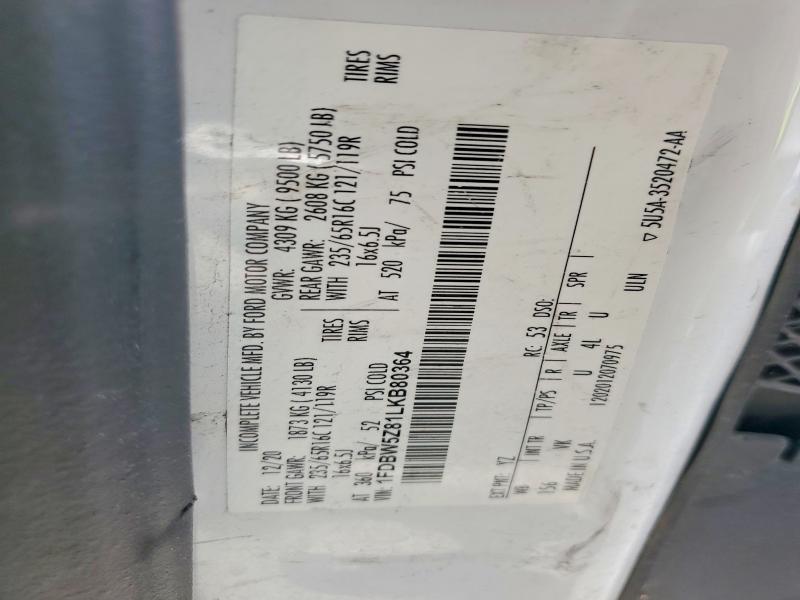 INCOMPLETE VEHICLE MFD. BY FORD MOTOR COMPANY
DATE: 12/20 GVWR: 4309 KG ( 9500 LB)
FRONT GAWR: 1873 KG ( 4130 LB) REAR GAWR: 2608 KG ( 5750 LB)
WITH 235/65R16C 121/119R TIRES WITH 235/65R16C 121/119R TIRES
16x6.5J RIMS 16x6.5J RIMS
AT 360 kPa/ 52 PSI COLD AT 520 kPa/ 75 PSI COLD
VIN: 1FDBW5Z81LKB80364
EXT PNT: YZ RC: 53 DSO:
WB INT TR TP/PS R AXLE TR SPR
156 VK U 4L U
MADE IN U.S.A. 1202012070975 ULN
▽ 5U5A-3520472-AA